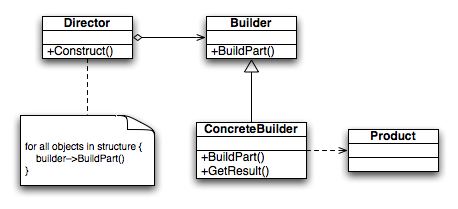 Director
+Construct()
Builder
+BuildPart()
for all objects in structure {
builder->BuildPart()
}
ConcreteBuilder
+BuildPart()
+GetResult()
Product